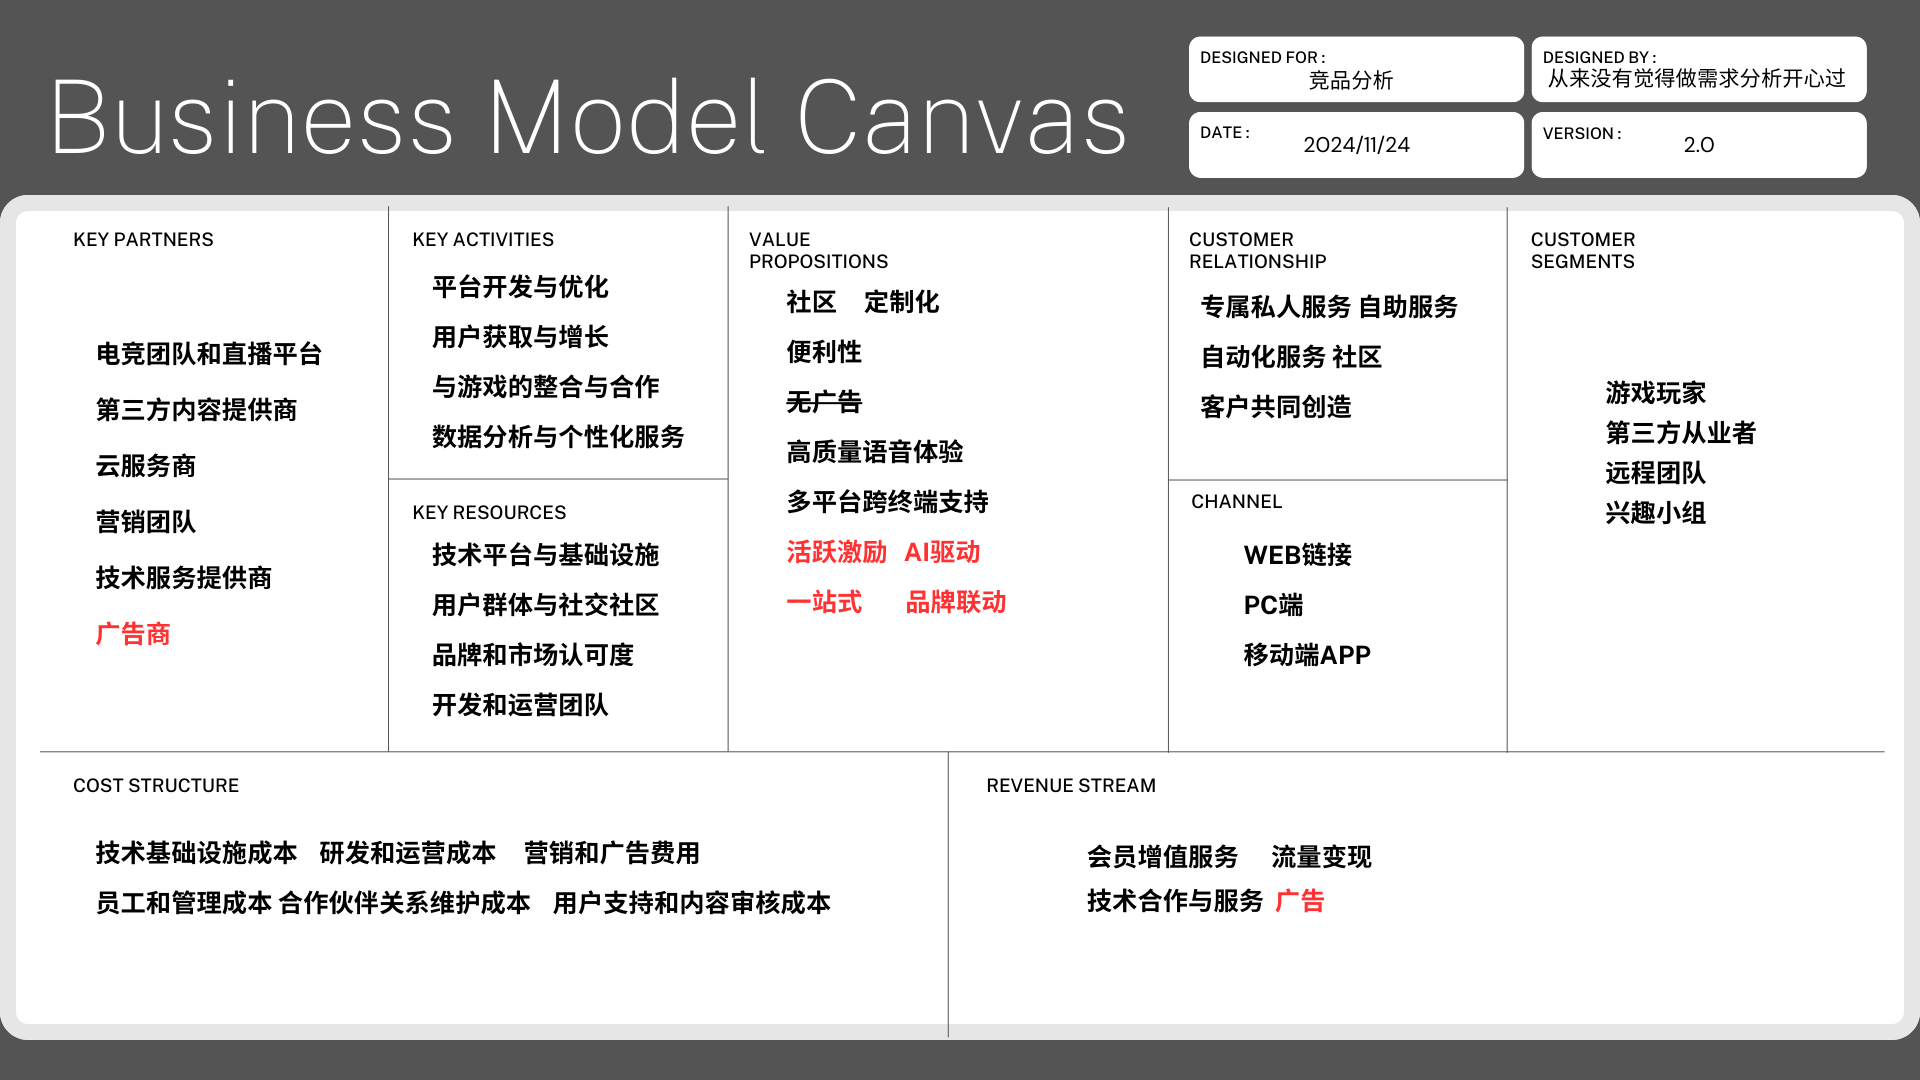 Business Model Canvas
DESIGNED FOR :
竞品分析
DESIGNED BY :
从来没有觉得做需求分析开心过
DATE :
2024/11/24
VERSION :
2.0
KEY PARTNERS
电竞团队和直播平台
第三方内容提供商
云服务商
营销团队
技术服务提供商
广告商
KEY ACTIVITIES
平台开发与优化
用户获取与增长
与游戏的整合与合作
数据分析与个性化服务
KEY RESOURCES
技术平台与基础设施
用户群体与社交社区
品牌和市场认可度
开发和运营团队
VALUE
PROPOSITIONS
社区 定制化
便利性
无广告
高质量语音体验
多平台跨终端支持
活跃激励 AI驱动
一站式 品牌联动
CUSTOMER
RELATIONSHIP
专属私人服务 自助服务
自动化服务 社区
客户共同创造
CHANNEL
WEB链接
PC端
移动端APP
CUSTOMER
SEGMENTS
游戏玩家
第三方从业者
远程团队
兴趣小组
COST STRUCTURE
技术基础设施成本 研发和运营成本 营销和广告费用
员工和管理成本 合作伙伴关系维护成本 用户支持和内容审核成本
REVENUE STREAM
会员增值服务 流量变现
技术合作与服务 广告